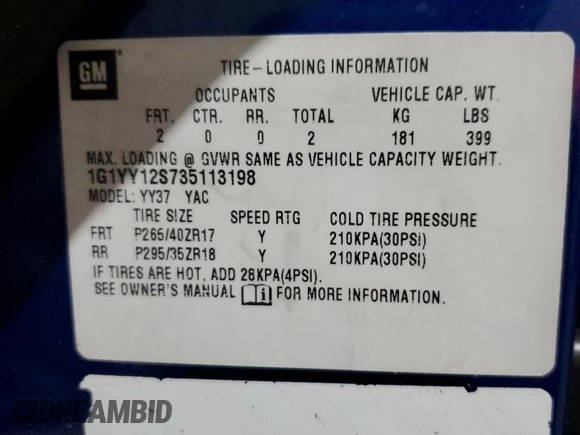 GM
TIRE-LOADING INFORMATION
OCCUPANTS VEHICLE CAP. WT.
FRT. CTR. RR. TOTAL KG LBS
2 0 0 2 181 399
MAX. LOADING @ GVWR SAME AS VEHICLE CAPACITY WEIGHT.
1G1YY12S735113198
MODEL: YY37 YAC
TIRE SIZE SPEED RTG COLD TIRE PRESSURE
FRT P265/40ZR17 Y 210KPA(30PSI)
RR P295/35ZR18 Y 210KPA(30PSI)
IF TIRES ARE HOT, ADD 28KPA(4PSI).
SEE OWNER'S MANUAL FOR MORE INFORMATION.
DREAMBID